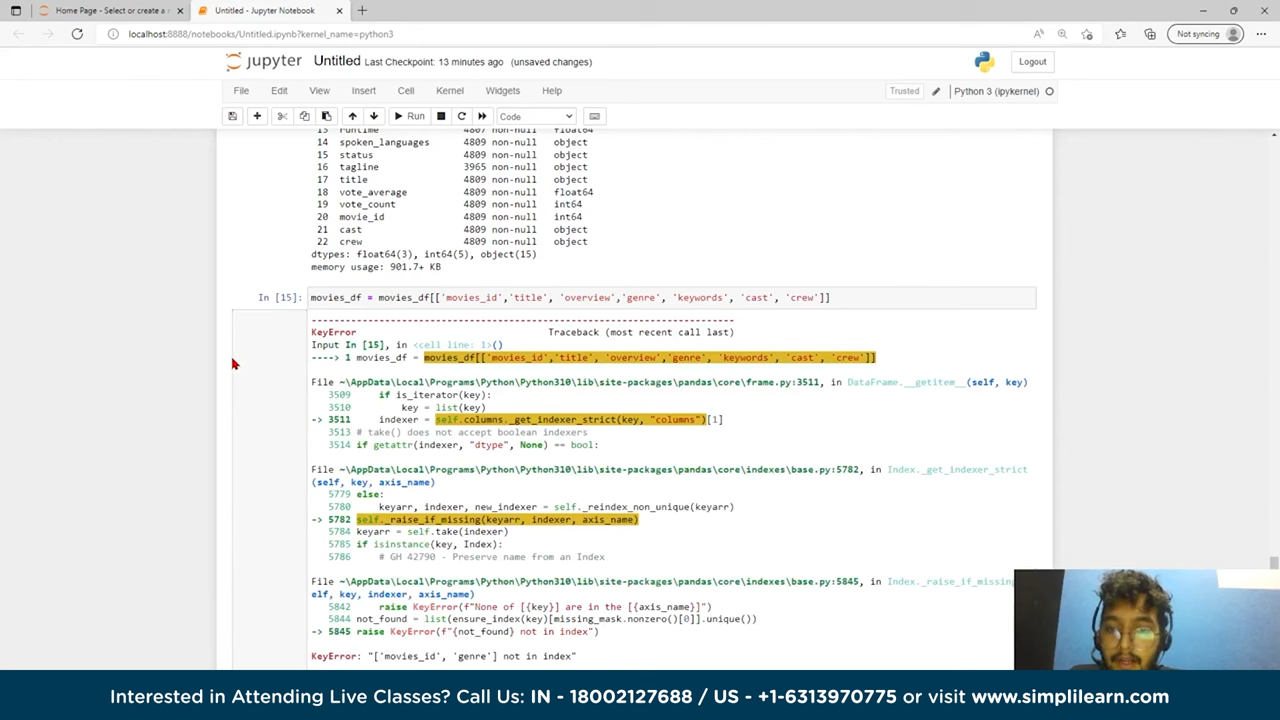 Home Page - Select or create a n
Untitled - Jupyter Notebook
localhost:8888/notebooks/Untitled.ipynb?kernel_name=python3
Not syncing
jupyter Untitled Last Checkpoint: 13 minutes ago (unsaved changes)
Logout
File Edit View Insert Cell Kernel Widgets Help
Trusted
Python 3 (ipykernel)
Run
Code
13 runtime 4807 non-null float64
14 spoken_languages 4809 non-null object
15 status 4809 non-null object
16 tagline 3965 non-null object
17 title 4809 non-null object
18 vote_average 4809 non-null float64
19 vote_count 4809 non-null int64
20 movie_id 4809 non-null int64
21 cast 4809 non-null object
22 crew 4809 non-null object
dtypes: float64(3), int64(5), object(15)
memory usage: 901.7+ KB
In [15]: movies_df = movies_df[['movies_id','title', 'overview','genre', 'keywords', 'cast', 'crew']]
---------------------------------------------------------------------------
KeyError Traceback (most recent call last)
Input In [15], in <cell line: 1>()
----> 1 movies_df = movies_df[['movies_id','title', 'overview','genre', 'keywords', 'cast', 'crew']]
File ~\AppData\Local\Programs\Python\Python310\lib\site-packages\pandas\core\frame.py:3511, in DataFrame.__getitem__(self, key)
3509 if is_iterator(key):
3510 key = list(key)
-> 3511 indexer = self.columns._get_indexer_strict(key, "columns")[1]
3513 # take() does not accept boolean indexers
3514 if getattr(indexer, "dtype", None) == bool:
File ~\AppData\Local\Programs\Python\Python310\lib\site-packages\pandas\core\indexes\base.py:5782, in Index._get_indexer_strict
(self, key, axis_name)
5779 else:
5780 keyarr, indexer, new_indexer = self._reindex_non_unique(keyarr)
-> 5782 self._raise_if_missing(keyarr, indexer, axis_name)
5784 keyarr = self.take(indexer)
5785 if isinstance(key, Index):
5786 # GH 42790 - Preserve name from an Index
File ~\AppData\Local\Programs\Python\Python310\lib\site-packages\pandas\core\indexes\base.py:5845, in Index._raise_if_missing
elf, key, indexer, axis_name)
5842 raise KeyError(f"None of [{key}] are in the [{axis_name}]")
5844 not_found = list(ensure_index(key)[missing_mask.nonzero()[0]].unique())
-> 5845 raise KeyError(f"{not_found} not in index")
KeyError: "['movies_id', 'genre'] not in index"
Interested in Attending Live Classes? Call Us: IN - 18002127688 / US - +1-6313970775 or visit www.simplilearn.com